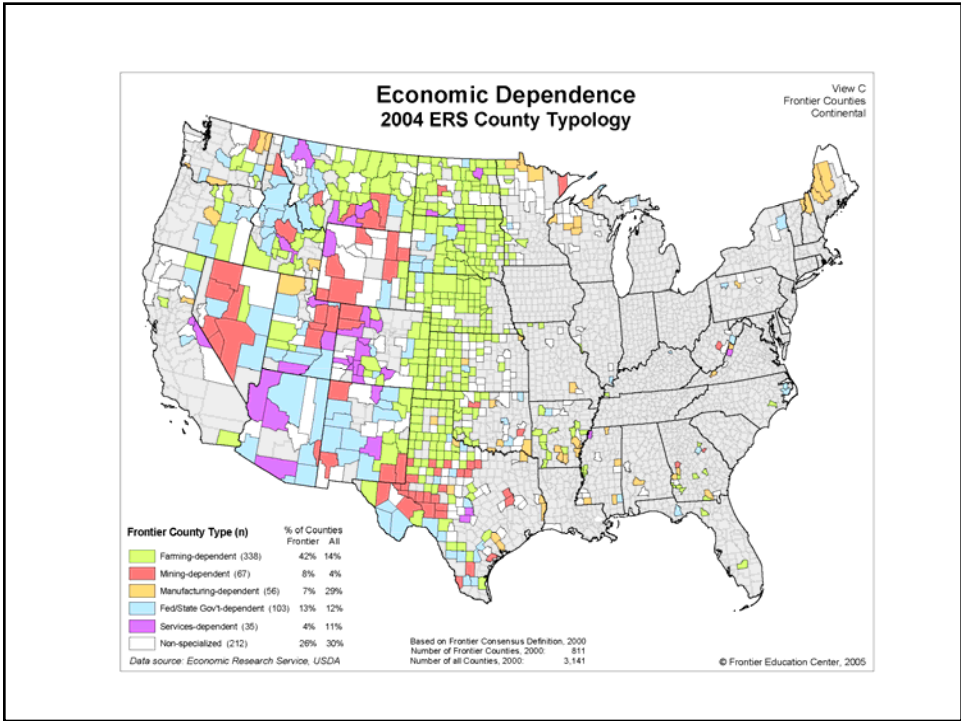 Economic Dependence
2004 ERS County Typology
View C
Frontier Counties
Continental
Frontier County Type (n)
% of Counties
Frontier All
Farming-dependent (338) 42% 14%
Mining-dependent (67) 8% 4%
Manufacturing-dependent (56) 7% 29%
Fed/State Gov't-dependent (103) 13% 12%
Services-dependent (35) 4% 11%
Non-specialized (212) 26% 30%
Data source: Economic Research Service, USDA
Based on Frontier Consensus Definition, 2000
Number of Frontier Counties, 2000: 811
Number of all Counties, 2000: 3,141
© Frontier Education Center, 2005